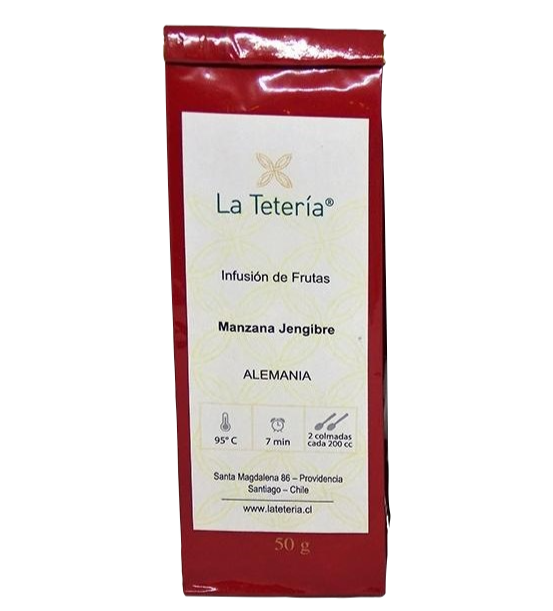 La Tetería®
Infusión de Frutas
Manzana Jengibre
ALEMANIA
95° C
7 min
2 colmadas
cada 200 cc
Santa Magdalena 86 – Providencia
Santiago – Chile
www.lateteria.cl
50 g